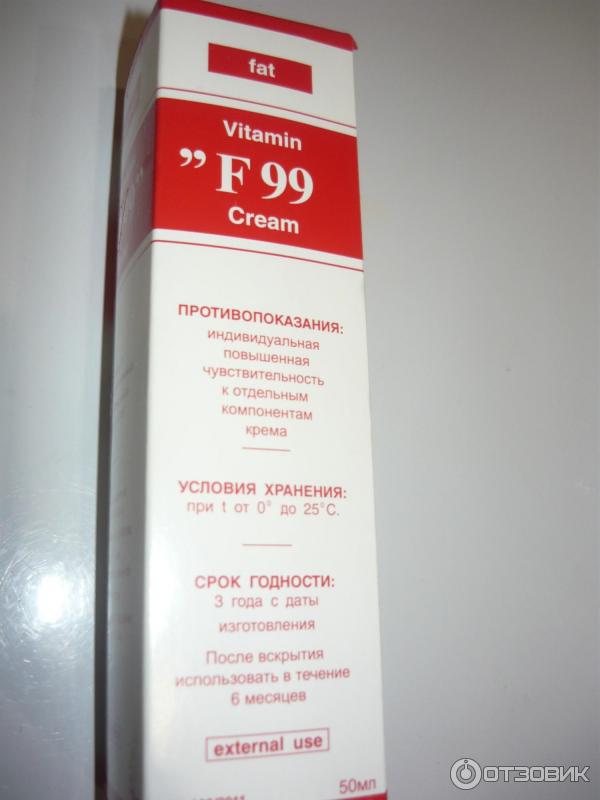 fat
Vitamin
”F 99
Cream
ПРОТИВОПОКАЗАНИЯ:
индивидуальная
повышенная
чувствительность
к отдельным
компонентам
крема
УСЛОВИЯ ХРАНЕНИЯ:
при t от 0° до 25°С.
СРОК ГОДНОСТИ:
3 года с даты
изготовления
После вскрытия
использовать в течение
6 месяцев
external use
50мл
ОТЗОВИК